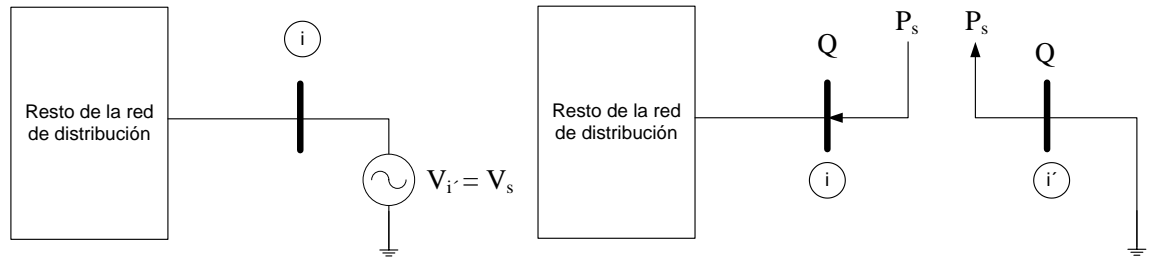 i
Resto de la red
de distribución
V_i´ = V_s
P_s P_s
Q Q
Resto de la red
de distribución
i i´